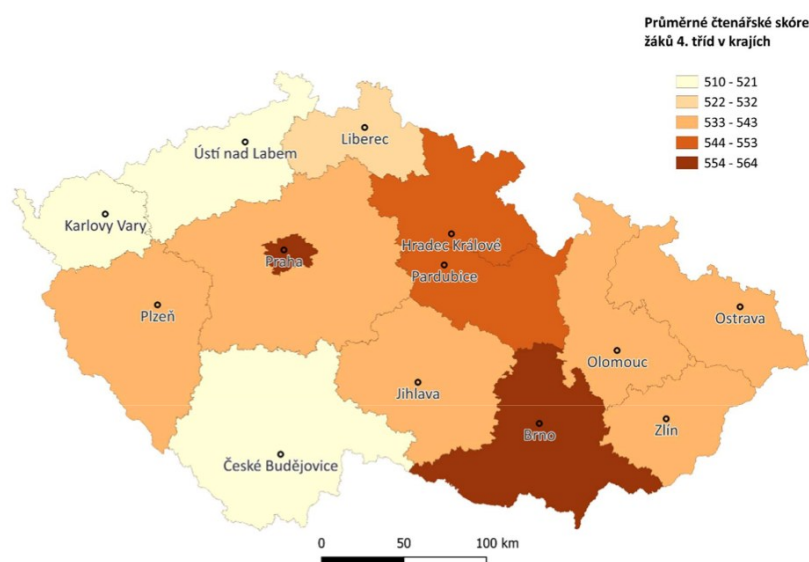 Průměrné čtenářské skóre
žáků 4. tříd v krajích
510 - 521
522 - 532
533 - 543
544 - 553
554 - 564
Liberec
Ústí nad Labem
Karlovy Vary
Hradec Králové
Praha
Pardubice
Plzeň
Ostrava
Olomouc
Jihlava
Brno
Zlín
České Budějovice
0 50 100 km